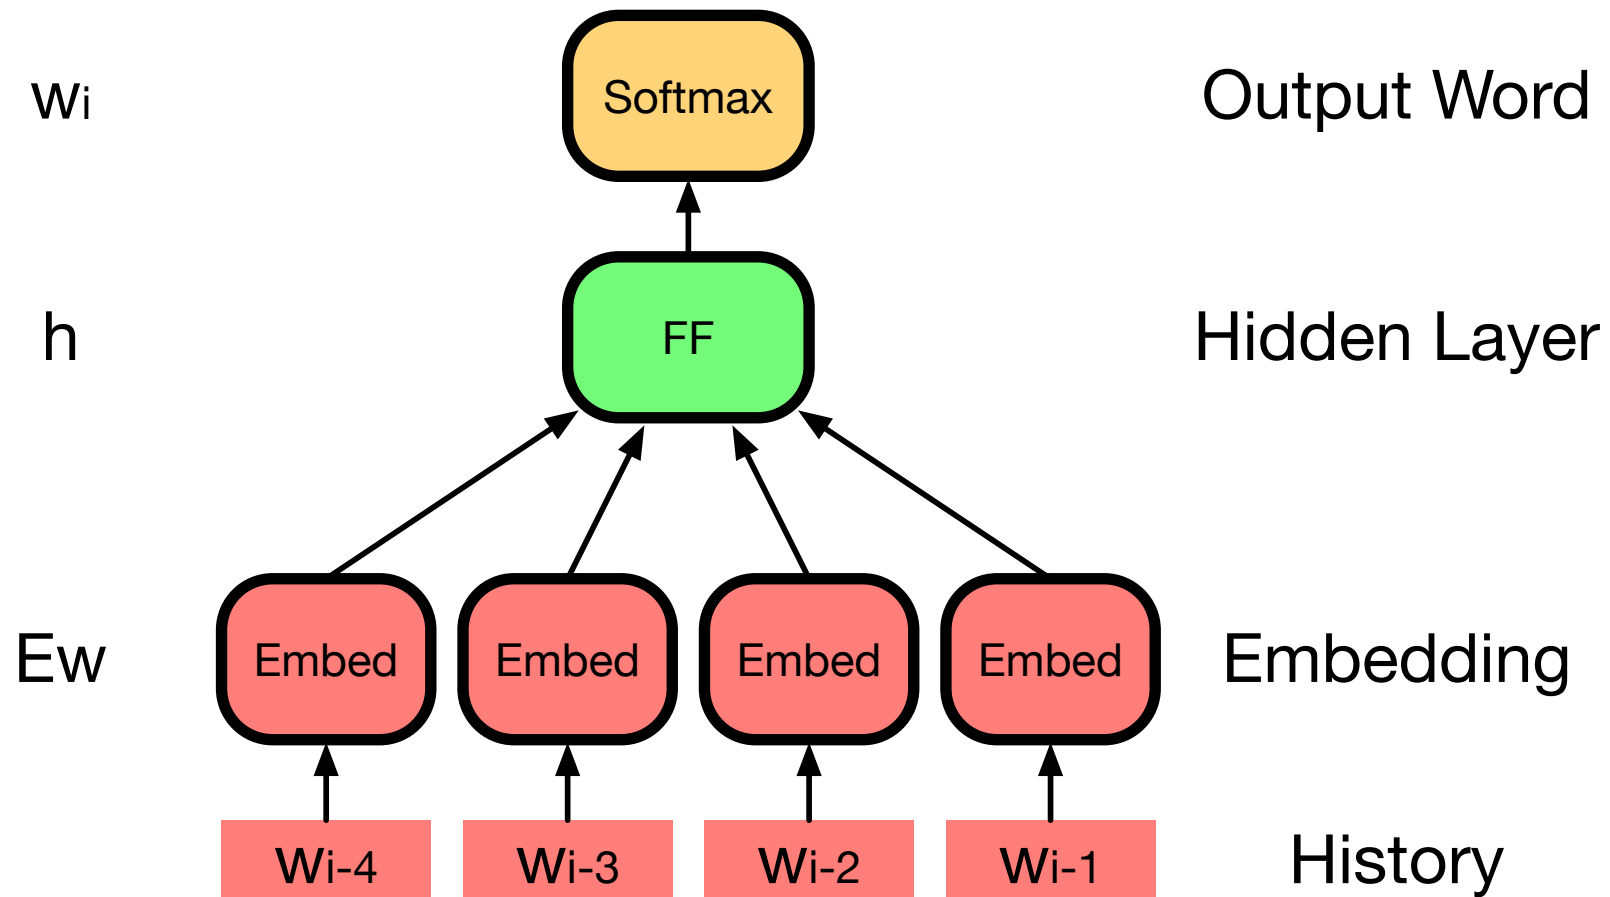 wi Softmax Output Word
h FF Hidden Layer
Ew Embed Embed Embed Embed Embedding
wi-4 wi-3 wi-2 wi-1 History